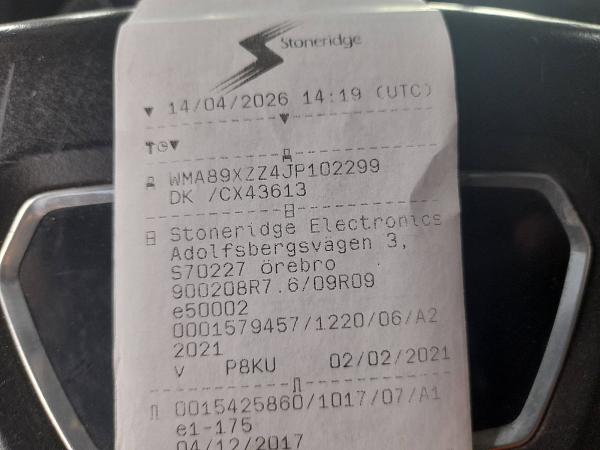 Stoneridge
▼ 14/04/2026 14:19 (UTC)
WMA89XZZ4JP102299
DK /CX43613
Stoneridge Electronics
Adolfsbergsvägen 3,
S70227 Örebro
900208R7.6/09R09
e50002
0001579457/1220/06/A2
2021
v P8KU 02/02/2021
0015425860/1017/07/A1
e1-175
04/12/2017